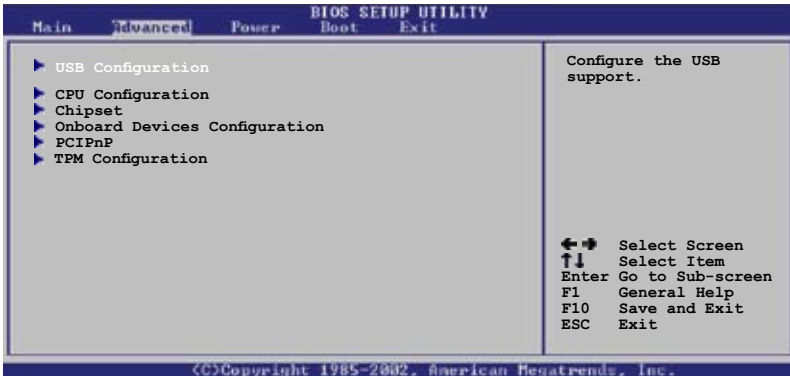 BIOS SETUP UTILITY
Main Advanced Power Boot Exit
USB Configuration
CPU Configuration
Chipset
Onboard Devices Configuration
PCIPnP
TPM Configuration
Configure the USB
support.
←→ Select Screen
↑↓ Select Item
Enter Go to Sub-screen
F1 General Help
F10 Save and Exit
ESC Exit
(C)Copyright 1985-2002, American Megatrends, Inc.